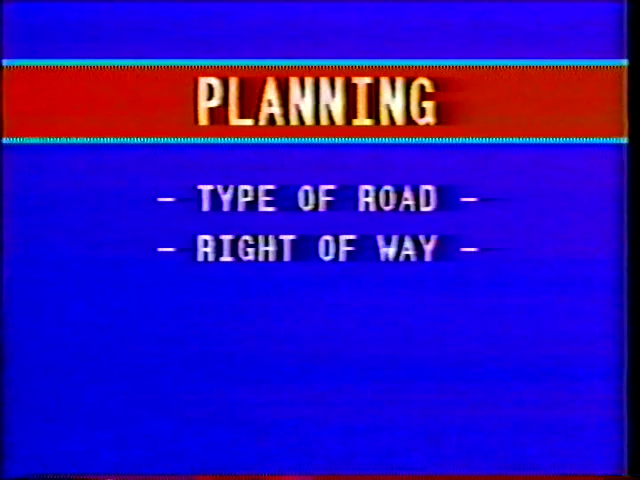 PLANNING
- TYPE OF ROAD -
- RIGHT OF WAY -